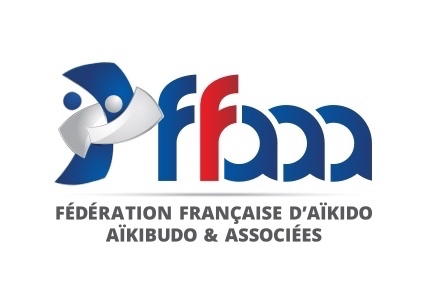 ffaaa
FÉDÉRATION FRANÇAISE D'AÏKIDO
AÏKIBUDO & ASSOCIÉES